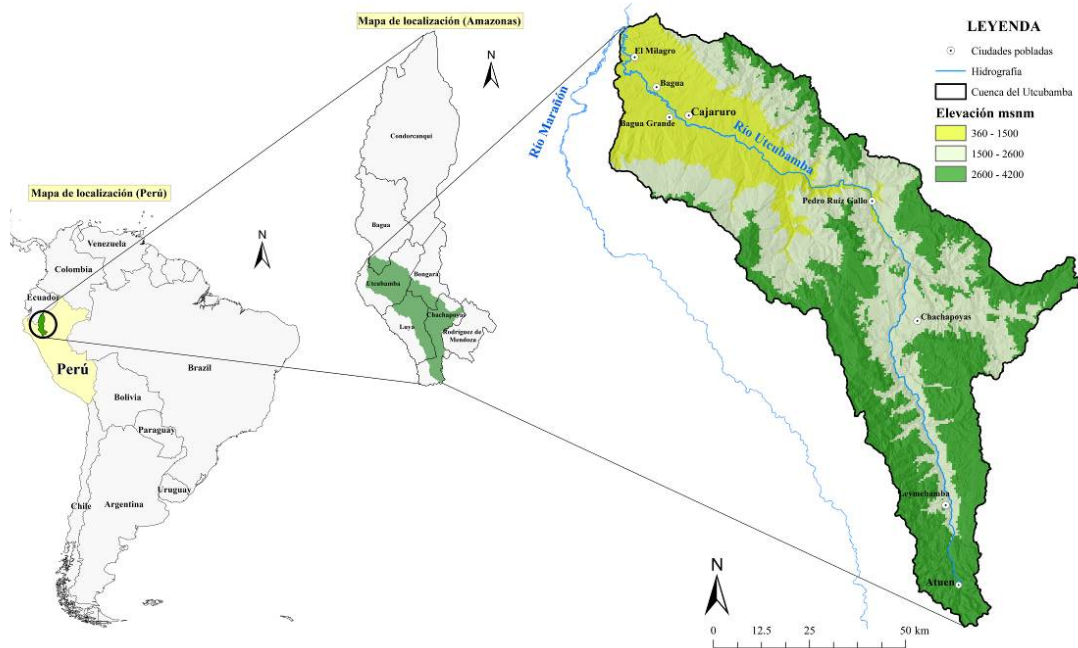 Mapa de localización (Perú)
N
Venezuela
Colombia
Ecuador
Perú
Brazil
Bolivia
Paraguay
Uruguay
Chile
Argentina
Mapa de localización (Amazonas)
N
Condorcanqui
Bagua
Utcubamba
Bongara
Luya
Chachapoyas
Rodriguez de
Mendoza
Río Marañón
El Milagro
Bagua
Cajaruro
Bagua Grande
Río Utcubamba
Pedro Ruíz Gallo
Chachapoyas
Leymebamba
Atuen
N
0 12.5 25 50 km
LEYENDA
Ciudades pobladas
Hidrografía
Cuenca del Utcubamba
Elevación msnm
360 - 1500
1500 - 2600
2600 - 4200